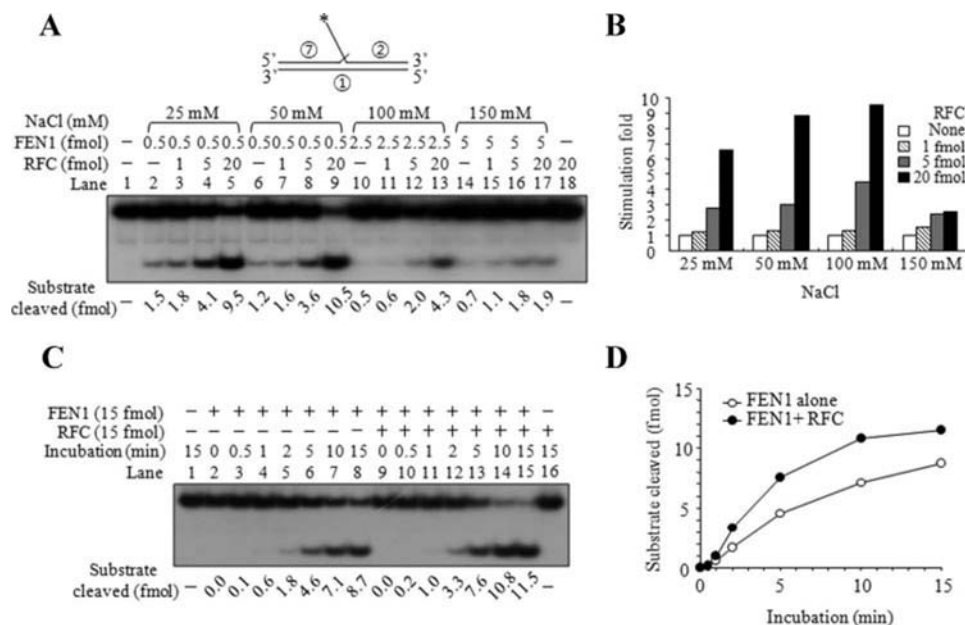 A
*
⑦ ②
5’ 3’
3’ 5’
①
25 mM 50 mM 100 mM 150 mM
NaCl (mM)
FEN1 (fmol) – 0.5 0.5 0.5 0.5 0.5 0.5 0.5 0.5 2.5 2.5 2.5 2.5 5 5 5 5 –
RFC (fmol) – – 1 5 20 – 1 5 20 – 1 5 20 – 1 5 20 20
Lane 1 2 3 4 5 6 7 8 9 10 11 12 13 14 15 16 17 18
Substrate
cleaved (fmol) – 1.5 1.8 4.1 9.5 1.2 1.6 3.6 10.5 0.5 0.6 2.0 4.3 0.7 1.1 1.8 1.9 –
B
Stimulation fold
10
9
8
7
6
5
4
3
2
1
RFC
None
1 fmol
5 fmol
20 fmol
25 mM 50 mM 100 mM 150 mM
NaCl
C
FEN1 (15 fmol) – + + + + + + + + + + + + + + –
RFC (15 fmol) – – – – – – – – + + + + + + + +
Incubation (min) 15 0 0.5 1 2 5 10 15 0 0.5 1 2 5 10 15 15
Lane 1 2 3 4 5 6 7 8 9 10 11 12 13 14 15 16
Substrate
cleaved (fmol) – 0.0 0.1 0.6 1.8 4.6 7.1 8.7 0.0 0.2 1.0 3.3 7.6 10.8 11.5 –
D
Substrate cleaved (fmol)
15
10
5
0
FEN1 alone
FEN1+ RFC
0 5 10 15
Incubation (min)